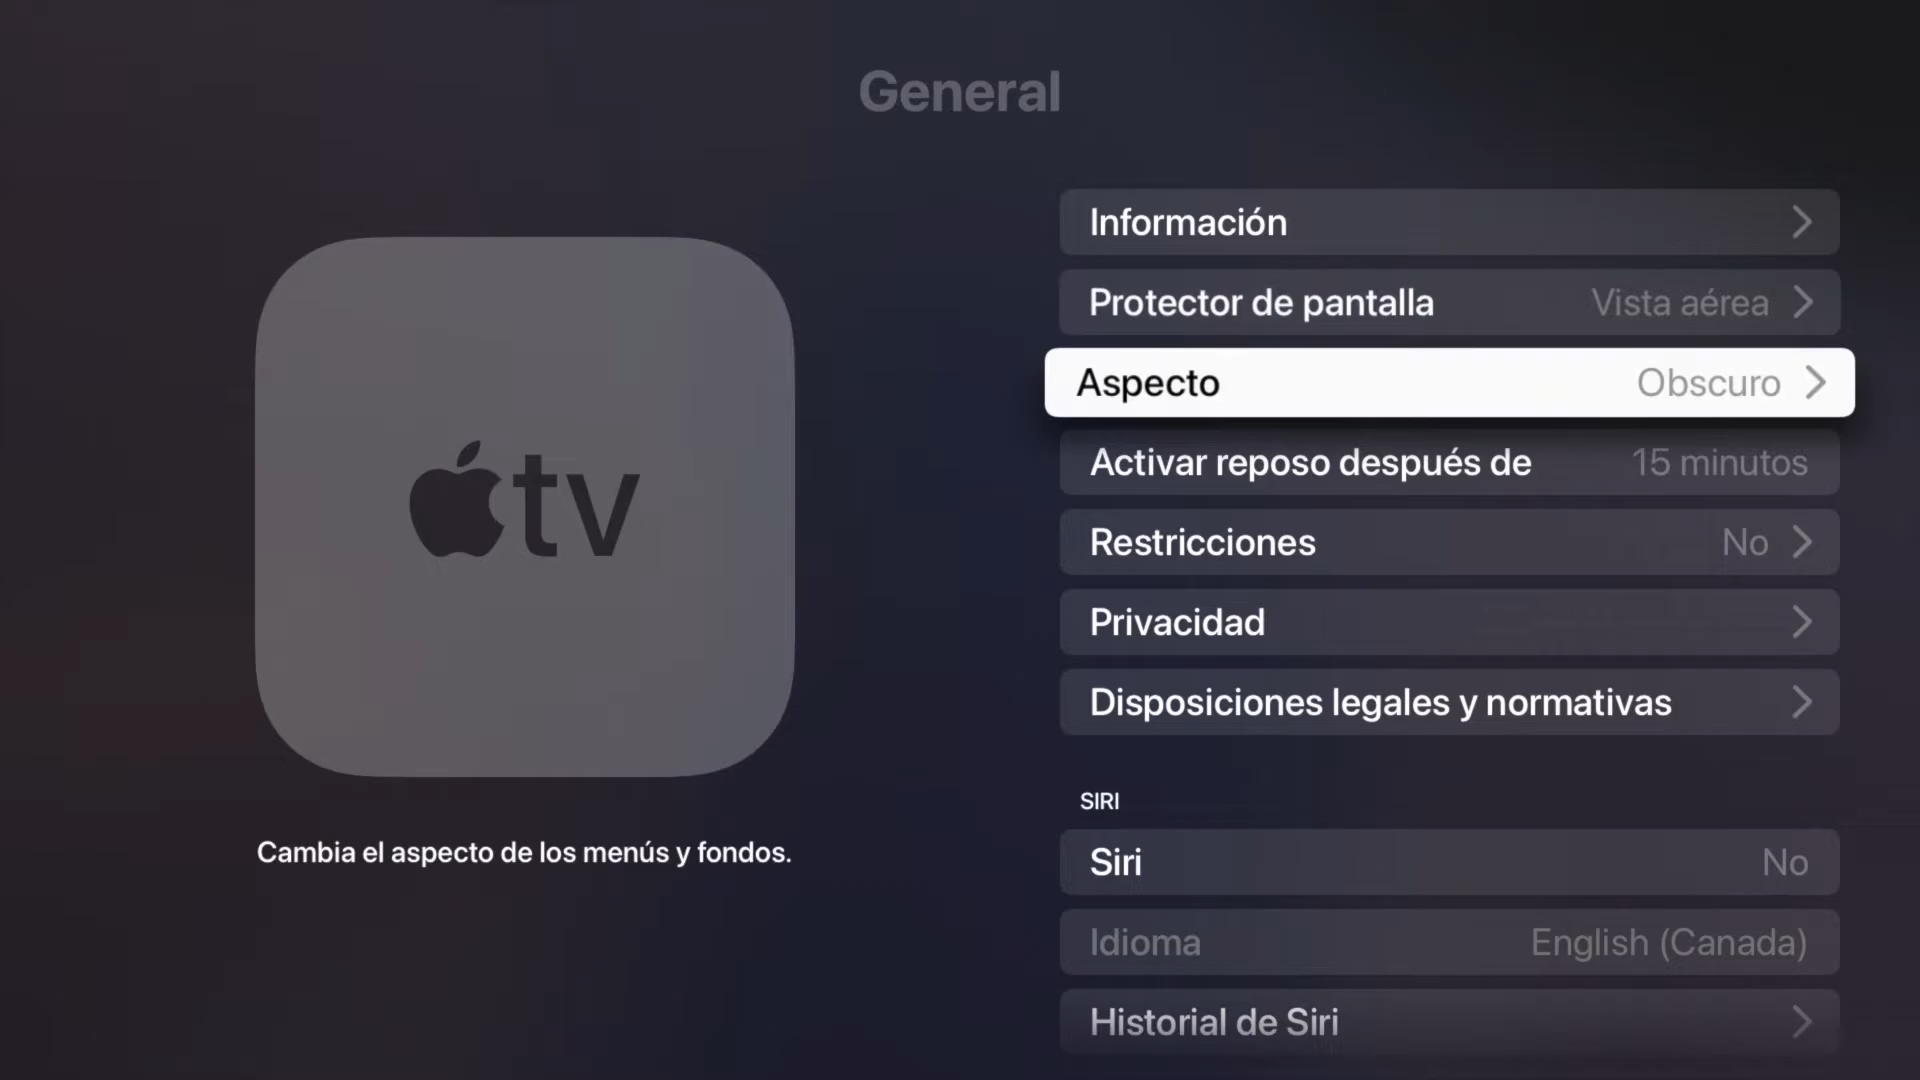 General
Información
Protector de pantalla Vista aérea
Aspecto Obscuro
Activar reposo después de 15 minutos
Restricciones No
Privacidad
Disposiciones legales y normativas
SIRI
Siri No
Idioma English (Canada)
Historial de Siri
tv
Cambia el aspecto de los menús y fondos.